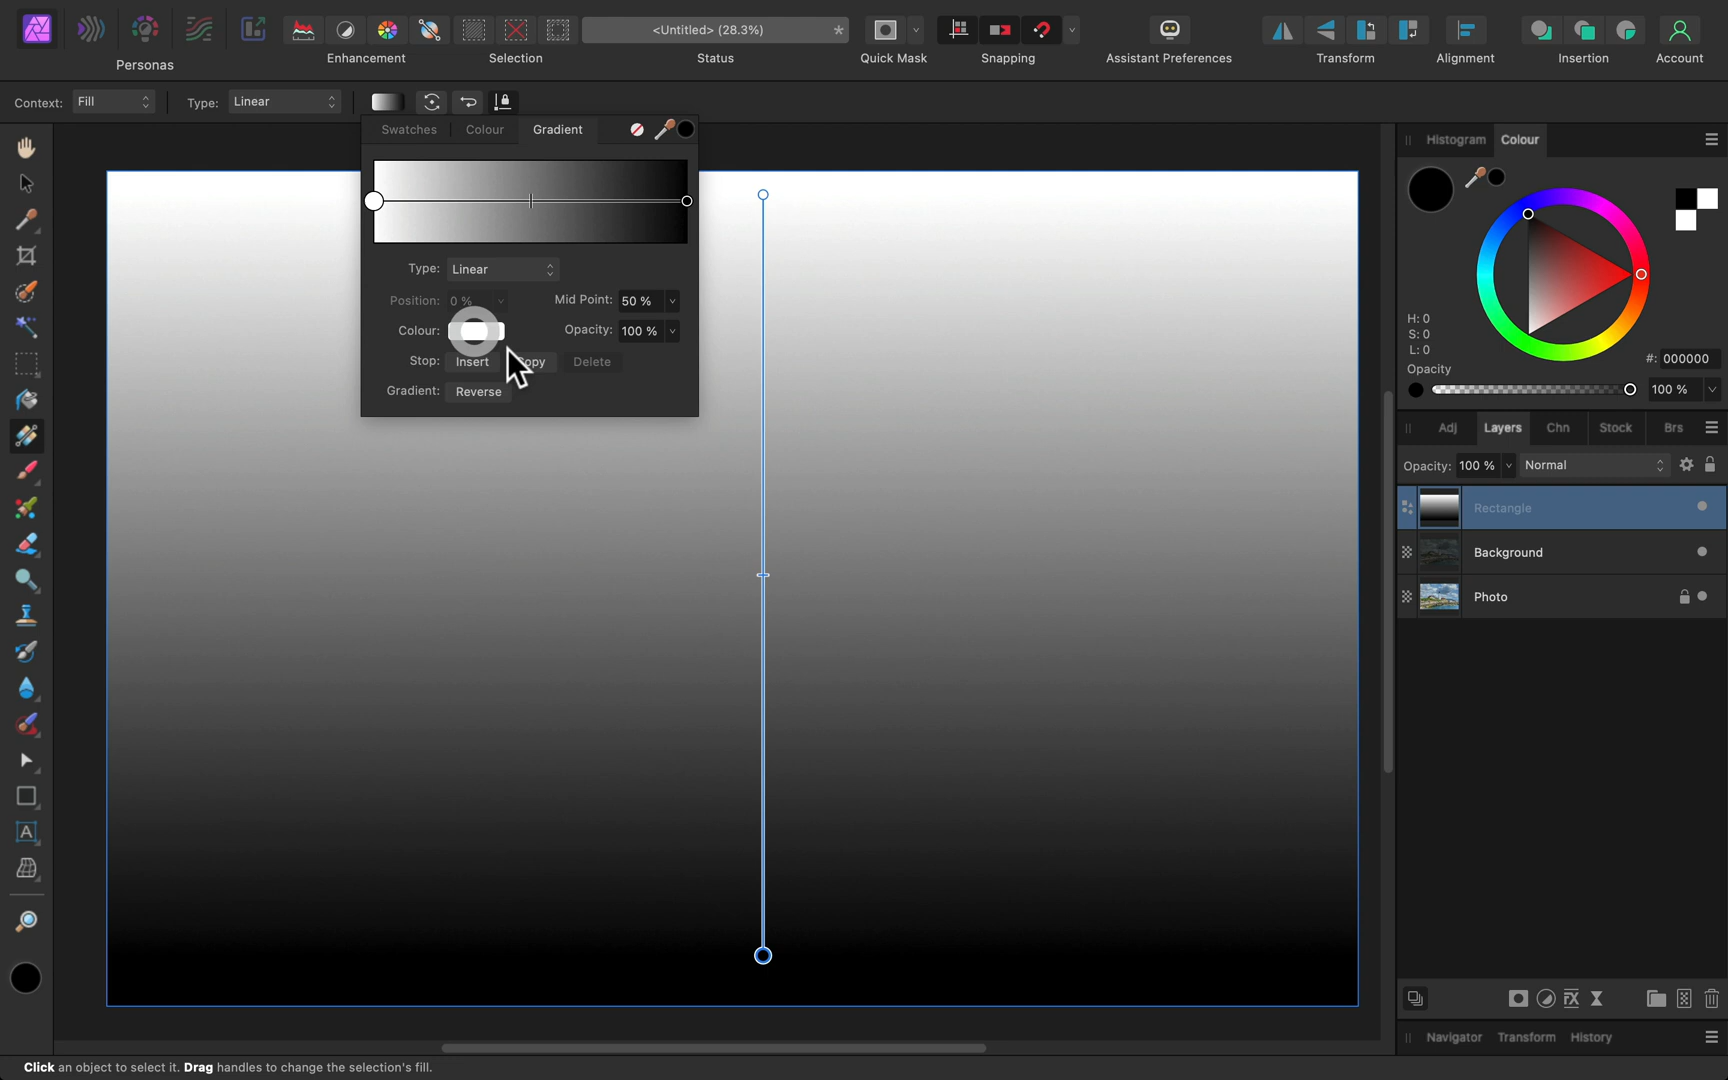 <Untitled> (28.3%)
*
Personas
Enhancement
Selection
Status
Quick Mask
Snapping
Assistant Preferences
Transform
Alignment
Insertion
Account
Context: Fill
Type: Linear
Swatches
Colour
Gradient
Type: Linear
Position: 0 %
Mid Point: 50 %
Colour:
Opacity: 100 %
Stop: Insert
Delete
Gradient: Reverse
Histogram
Colour
H: 0
S: 0
L: 0
#: 000000
Opacity
100 %
Adj
Layers
Chn
Stock
Brs
Opacity: 100 %
Normal
Rectangle
Background
Photo
A
FX
Navigator
Transform
History
Click an object to select it. Drag handles to change the selection's fill.